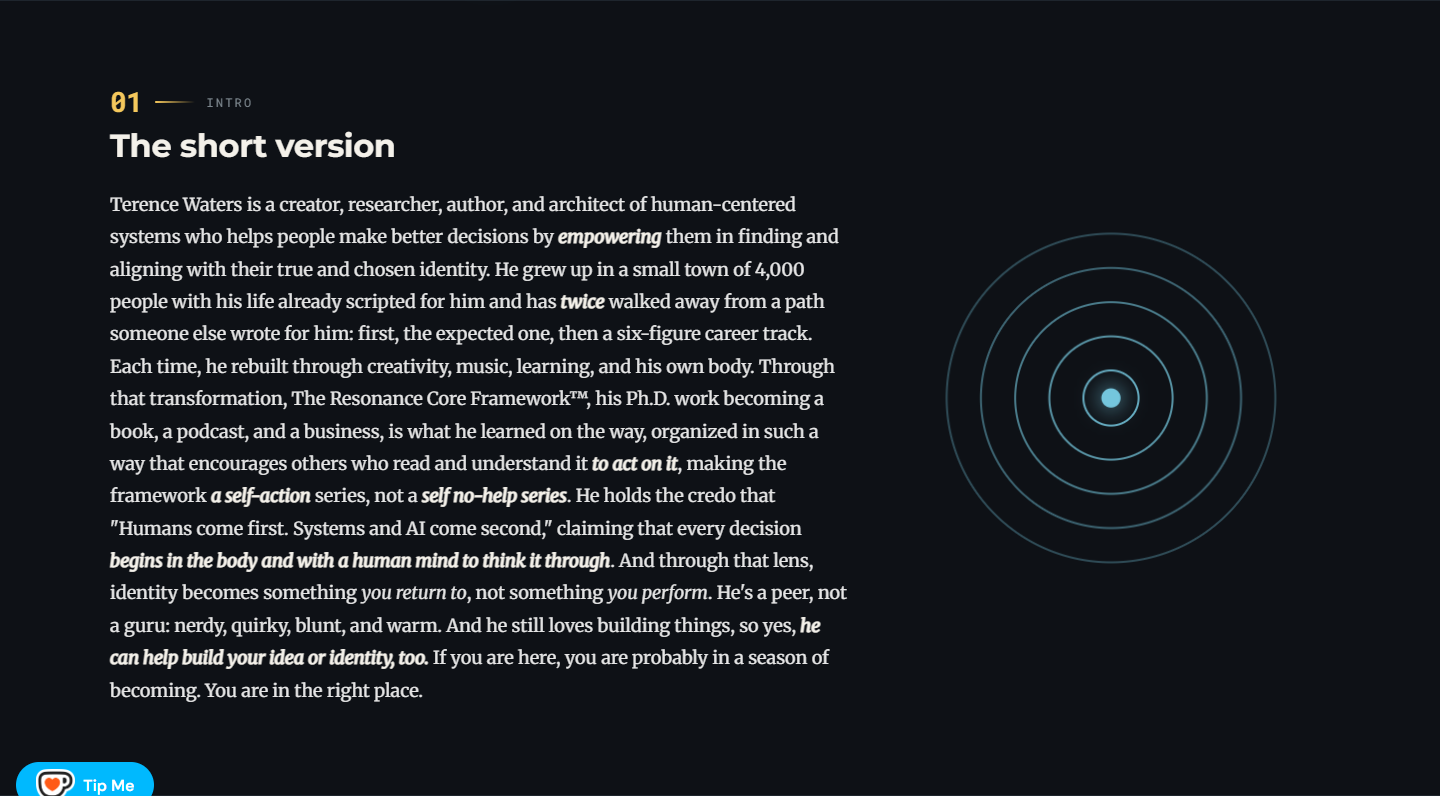 01 INTRO
The short version
Terence Waters is a creator, researcher, author, and architect of human-centered
systems who helps people make better decisions by empowering them in finding and
aligning with their true and chosen identity. He grew up in a small town of 4,000
people with his life already scripted for him and has twice walked away from a path
someone else wrote for him: first, the expected one, then a six-figure career track.
Each time, he rebuilt through creativity, music, learning, and his own body. Through
that transformation, The Resonance Core Framework™, his Ph.D. work becoming a
book, a podcast, and a business, is what he learned on the way, organized in such a
way that encourages others who read and understand it to act on it, making the
framework a self-action series, not a self no-help series. He holds the credo that
"Humans come first. Systems and AI come second," claiming that every decision
begins in the body and with a human mind to think it through. And through that lens,
identity becomes something you return to, not something you perform. He's a peer, not
a guru: nerdy, quirky, blunt, and warm. And he still loves building things, so yes, he
can help build your idea or identity, too. If you are here, you are probably in a season of
becoming. You are in the right place.
Tip Me